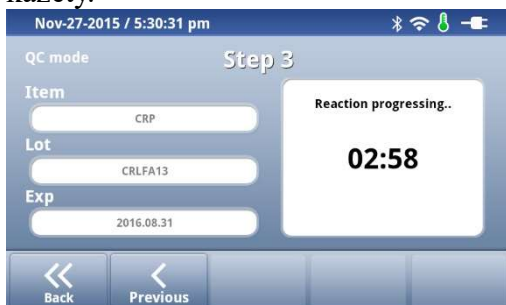 kazety.
Nov-27-2015 / 5:30:31 pm
QC mode
Step 3
Item
CRP
Lot
CRLFA13
Exp
2016.08.31
Reaction progressing..
02:58
Back
Previous